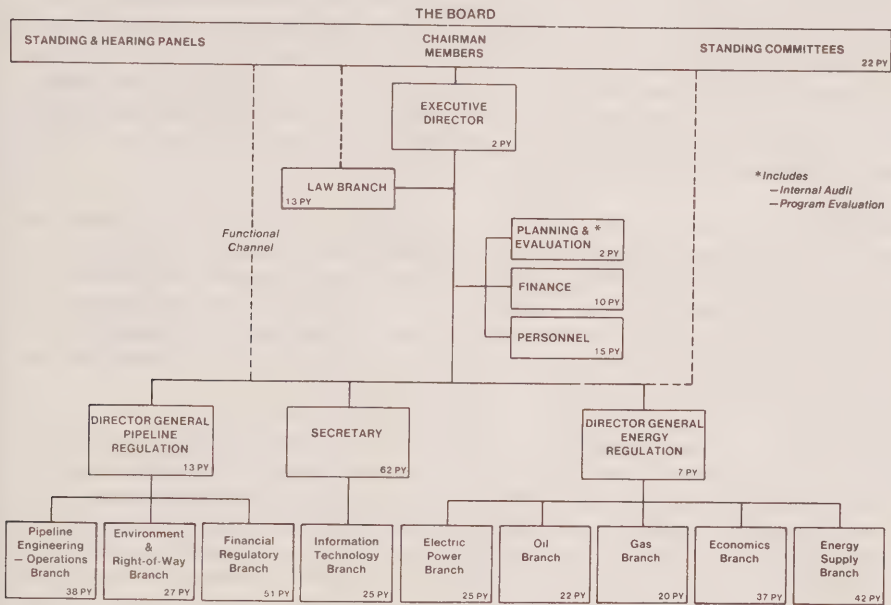 THE BOARD
STANDING & HEARING PANELS
CHAIRMAN
MEMBERS
STANDING COMMITTEES
22 PY
EXECUTIVE
DIRECTOR
2 PY
LAW BRANCH
13 PY
*Includes
—Internal Audit
—Program Evaluation
Functional
Channel
PLANNING & *
EVALUATION
2 PY
FINANCE
10 PY
PERSONNEL
15 PY
DIRECTOR GENERAL
PIPELINE
REGULATION
13 PY
SECRETARY
62 PY
DIRECTOR GENERAL
ENERGY
REGULATION
7 PY
Pipeline
Engineering
— Operations
Branch
38 PY
Environment
&
Right-of-Way
Branch
27 PY
Financial
Regulatory
Branch
51 PY
Information
Technology
Branch
25 PY
Electric
Power
Branch
25 PY
Oil
Branch
22 PY
Gas
Branch
20 PY
Economics
Branch
37 PY
Energy
Supply
Branch
42 PY